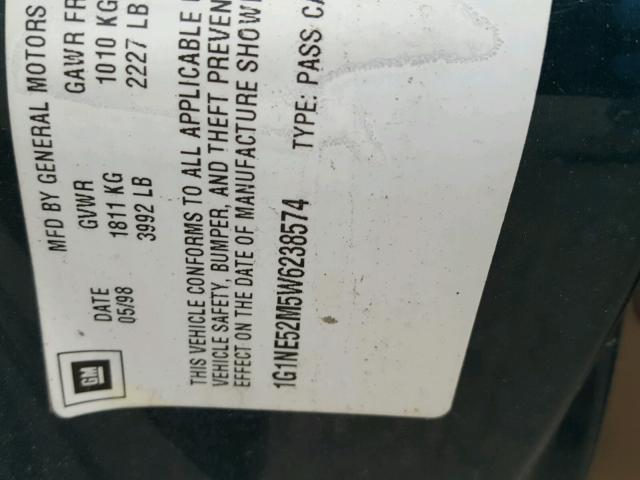 MFD BY GENERAL MOTORS
DATE GVWR GAWR FR
05/98 1811 KG 1010 KG
3992 LB 2227 LB
THIS VEHICLE CONFORMS TO ALL APPLICABLE
VEHICLE SAFETY, BUMPER, AND THEFT PREVEN
EFFECT ON THE DATE OF MANUFACTURE SHOW
1G1NE52M5W6238574 TYPE: PASS CA
GM